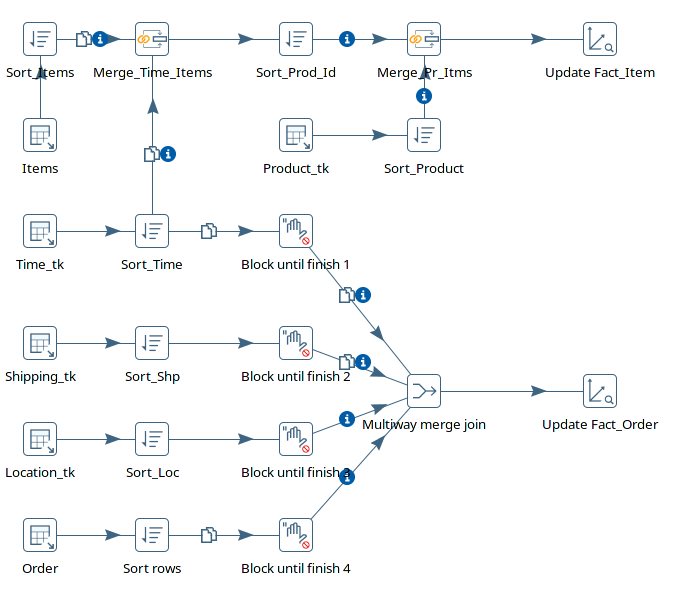 Sort_Items
Merge_Time_Items
Sort_Prod_Id
Merge_Pr_Itms
Update Fact_Item
Items
Product_tk
Sort_Product
Time_tk
Sort_Time
Block until finish 1
Shipping_tk
Sort_Shp
Block until finish 2
Multiway merge join
Update Fact_Order
Location_tk
Sort_Loc
Block until finish 3
Order
Sort rows
Block until finish 4